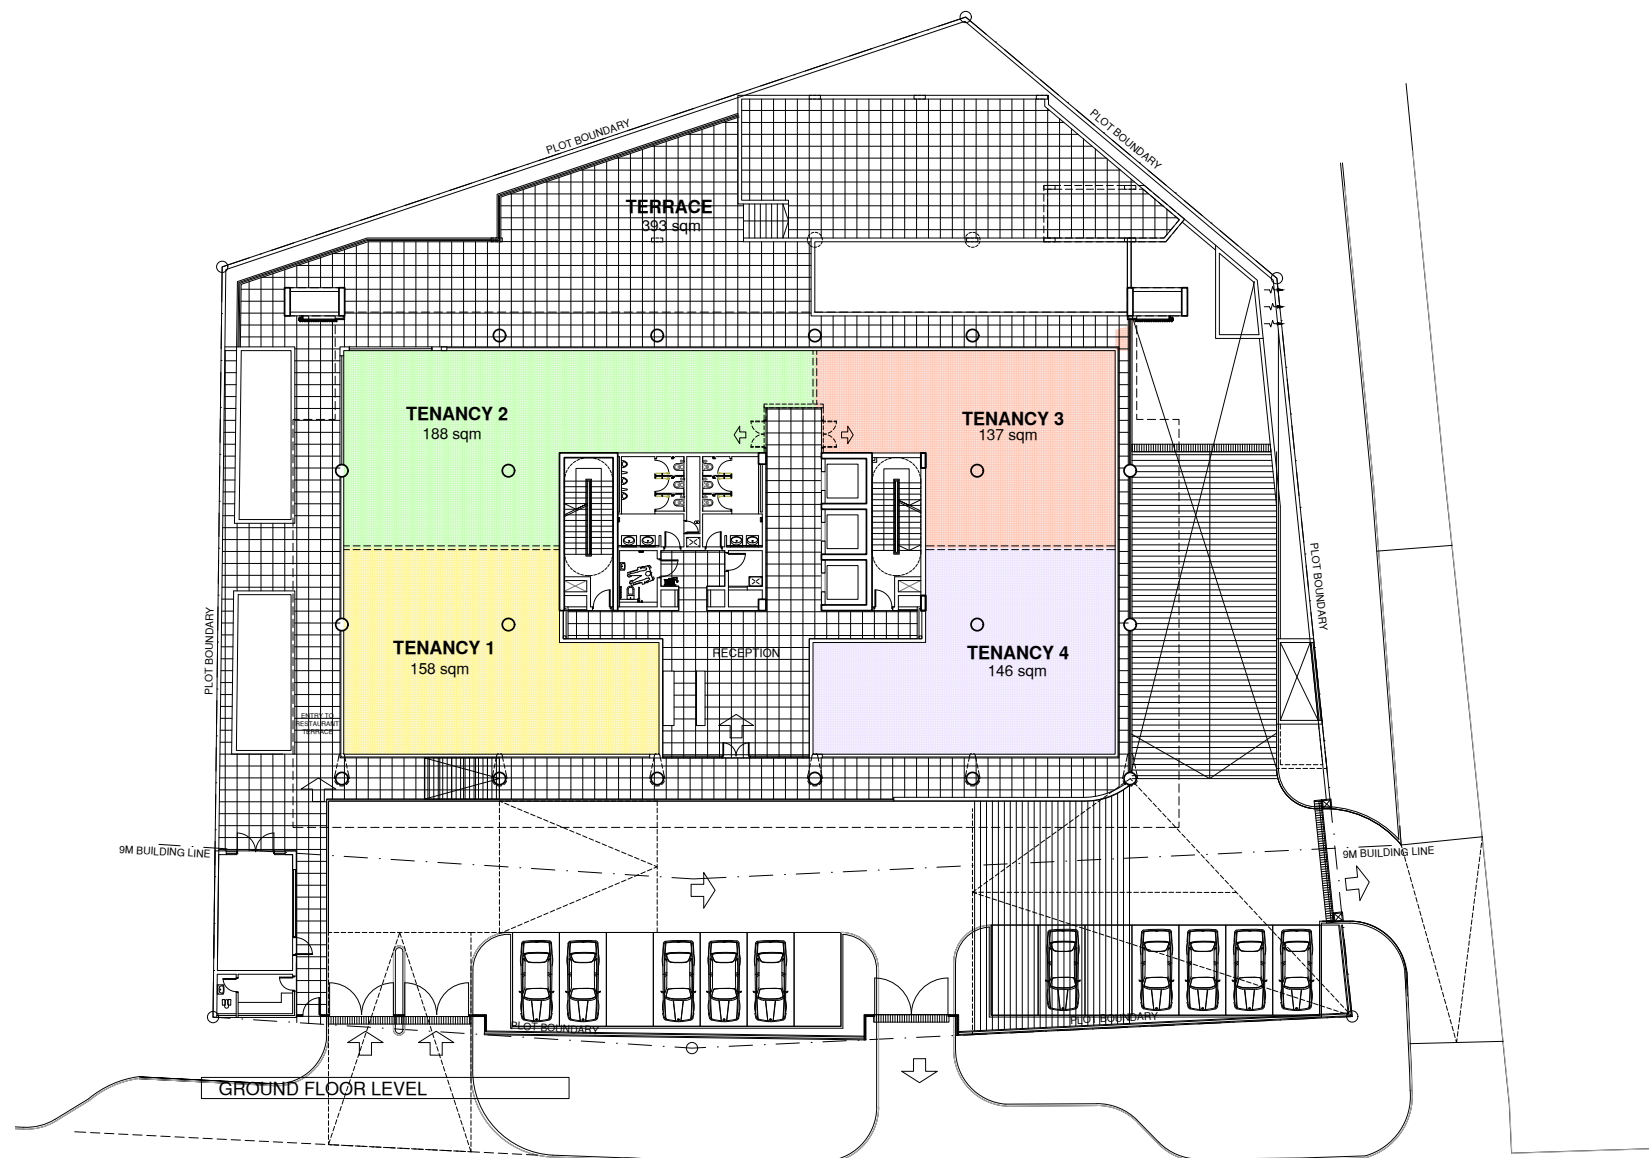 PLOT BOUNDARY
PLOT BOUNDARY
TERRACE
393 sqm
TENANCY 2
188 sqm
TENANCY 3
137 sqm
PLOT BOUNDARY
PLOT BOUNDARY
TENANCY 1
158 sqm
RECEPTION
TENANCY 4
146 sqm
ENTRY TO
RESTAURANT
TERRACE
9M BUILDING LINE
9M BUILDING LINE
PLOT BOUNDARY
PLOT BOUNDARY
GROUND FLOOR LEVEL